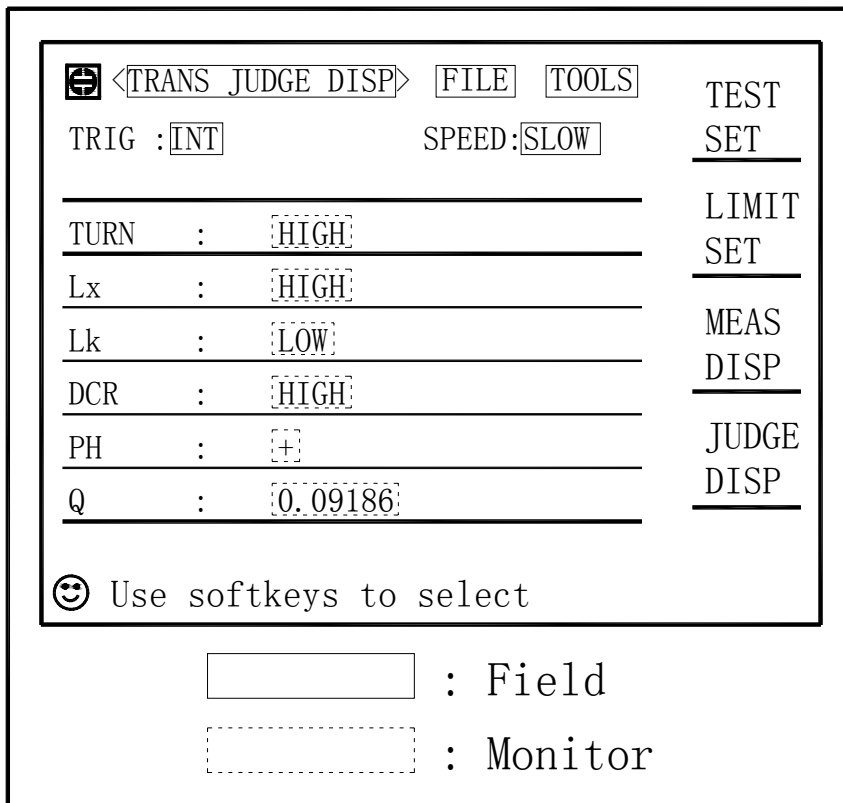 <TRANS JUDGE DISP> FILE TOOLS
TRIG :INT SPEED:SLOW
TURN : HIGH
Lx : HIGH
Lk : LOW
DCR : HIGH
PH : +
Q : 0.09186
Use softkeys to select
TEST
SET
LIMIT
SET
MEAS
DISP
JUDGE
DISP
: Field
: Monitor